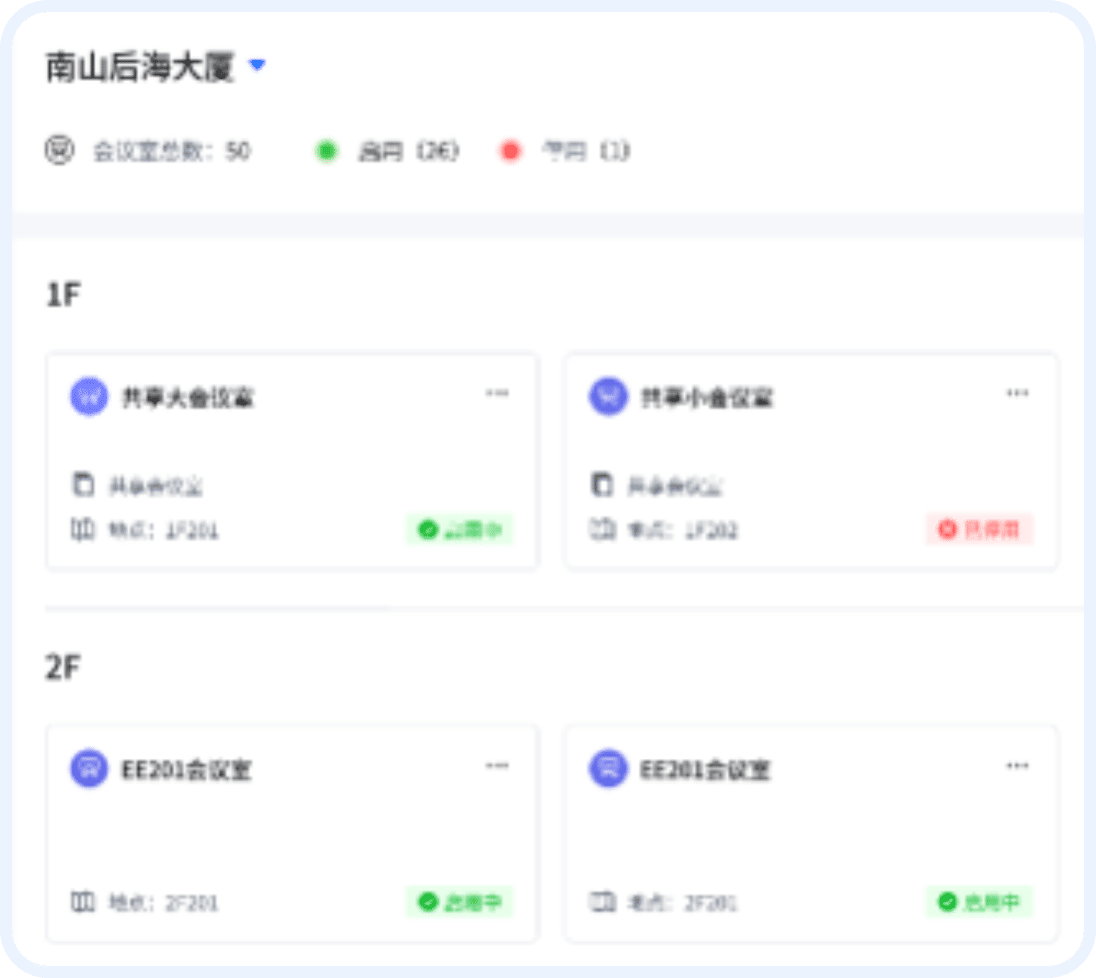 南山后海大厦
会议室总数：50 启用（26） 停用（1）
1F
共享大会议室 ...
共享会议室
地点：1F201 启用中
共享小会议室 ...
共享会议室
地点：1F202 已停用
2F
EE201会议室 ...
地点：2F201 启用中
EE201会议室 ...
地点：2F201 启用中